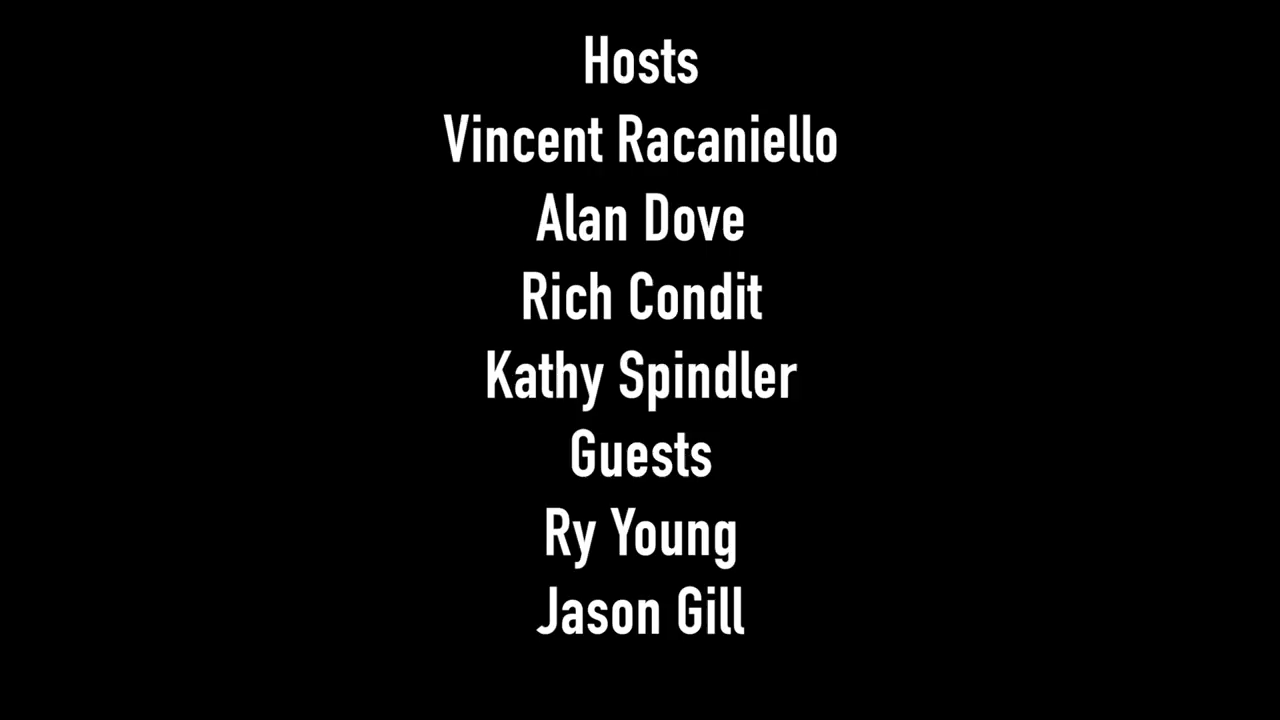 Hosts
Vincent Racaniello
Alan Dove
Rich Condit
Kathy Spindler
Guests
Ry Young
Jason Gill